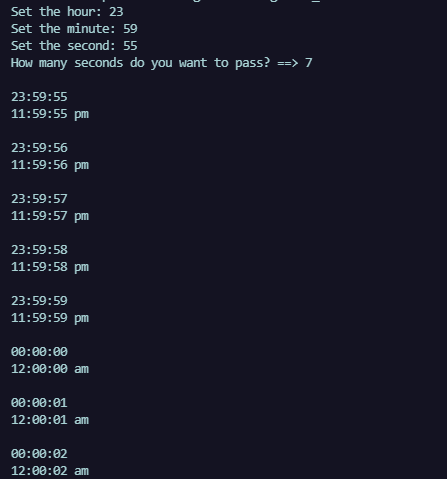 Set the hour: 23
Set the minute: 59
Set the second: 55
How many seconds do you want to pass? ==> 7
23:59:55
11:59:55 pm
23:59:56
11:59:56 pm
23:59:57
11:59:57 pm
23:59:58
11:59:58 pm
23:59:59
11:59:59 pm
00:00:00
12:00:00 am
00:00:01
12:00:01 am
00:00:02
12:00:02 am